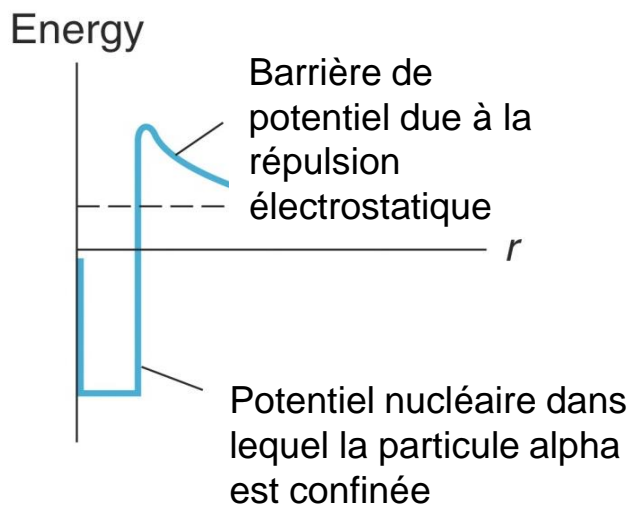 Energy
Barrière de
potentiel due à la
répulsion
électrostatique
r
Potentiel nucléaire dans
lequel la particule alpha
est confinée